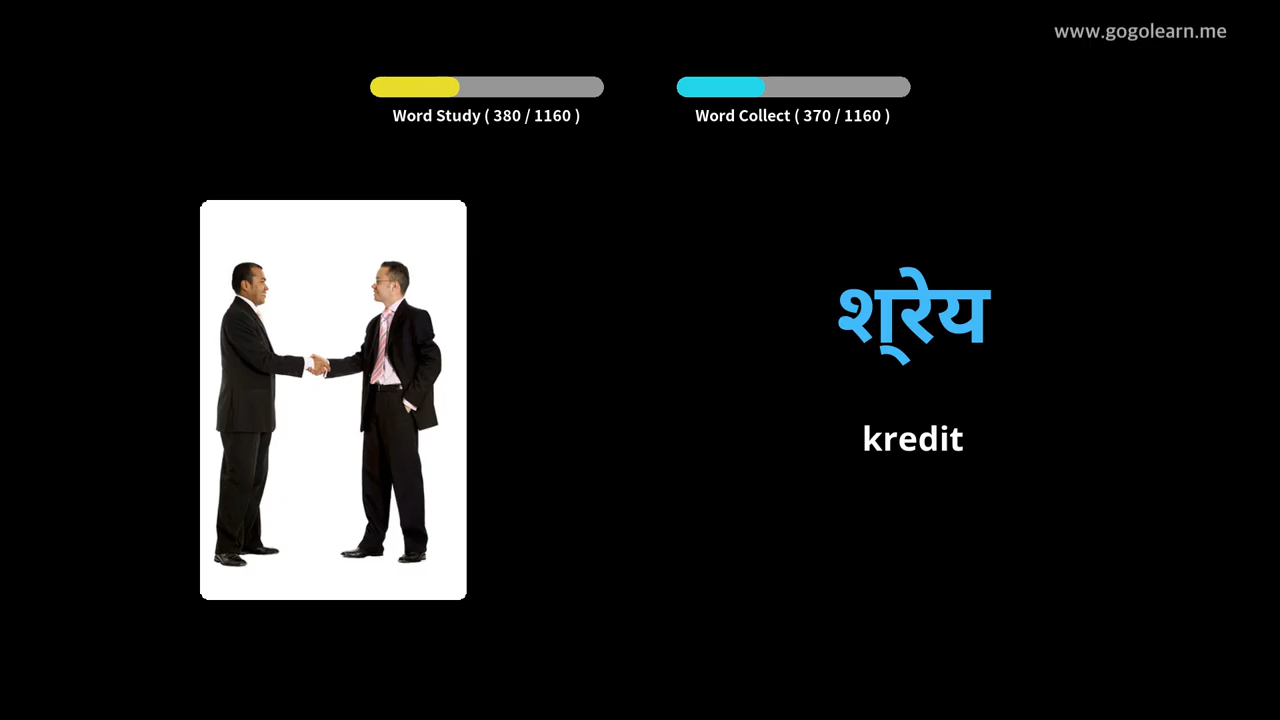 www.gogolearn.me
Word Study ( 380 / 1160 )
Word Collect ( 370 / 1160 )
श्रेय
kredit